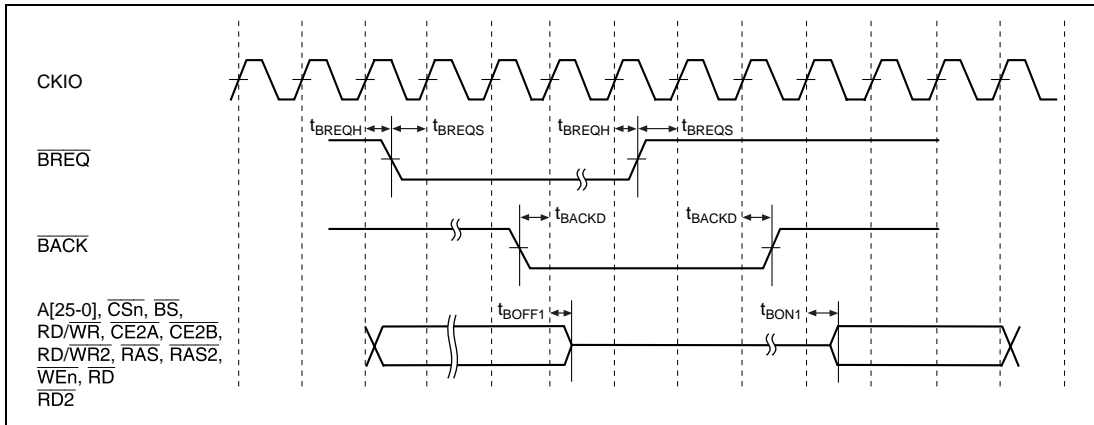 CKIO
tBREQH tBREQS tBREQH tBREQS
BREQ
tBACKD tBACKD
BACK
A[25-0], CSn, BS,
RD/WR, CE2A, CE2B,
RD/WR2, RAS, RAS2,
WEn, RD
RD2
tBOFF1 tBON1